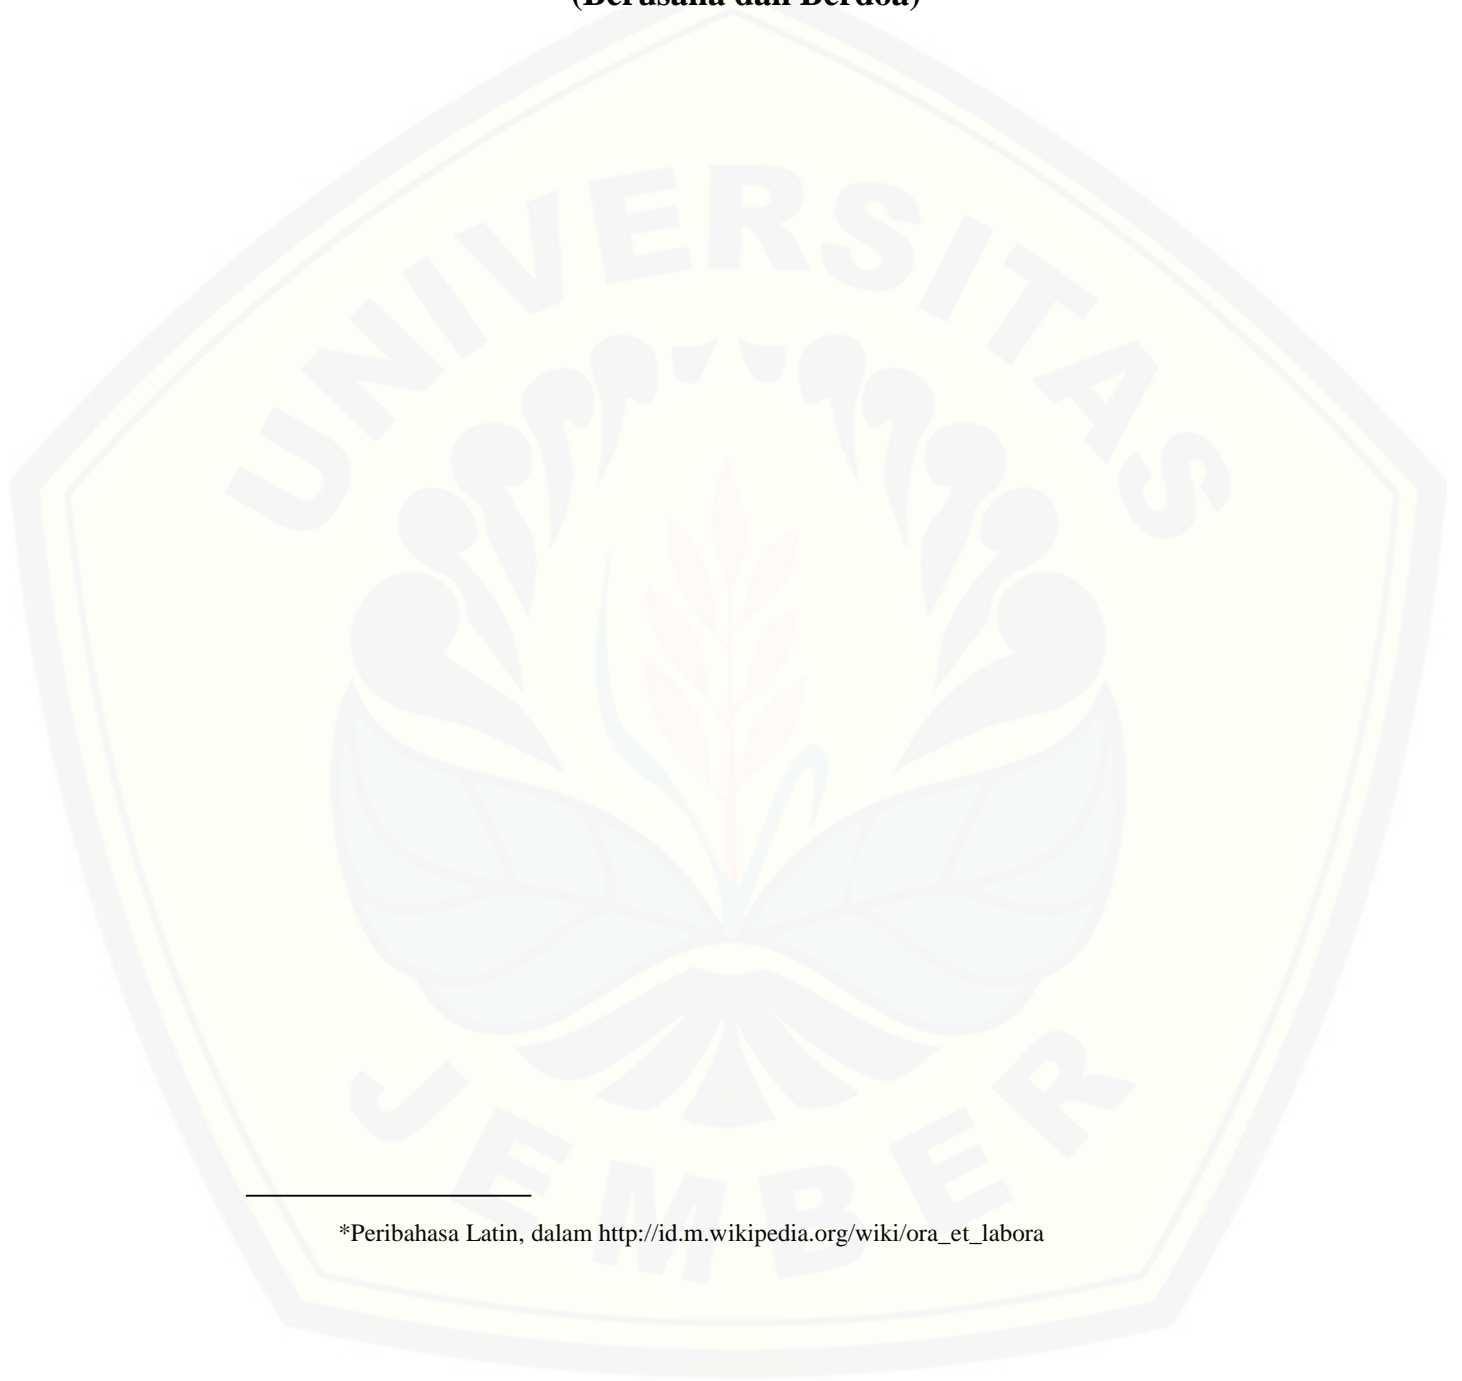 (Berusaha dan Berdoa)
UNIVERSITAS
JEMBER
*Peribahasa Latin, dalam http://id.m.wikipedia.org/wiki/ora_et_labora